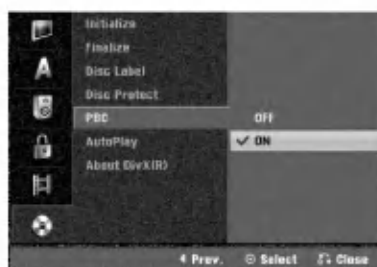 Initialize
Finalize
Disc Label
Disc Protect
PBC
OFF
✓ ON
AutoPlay
About DivX(R)
A
Prev.
Select
Close